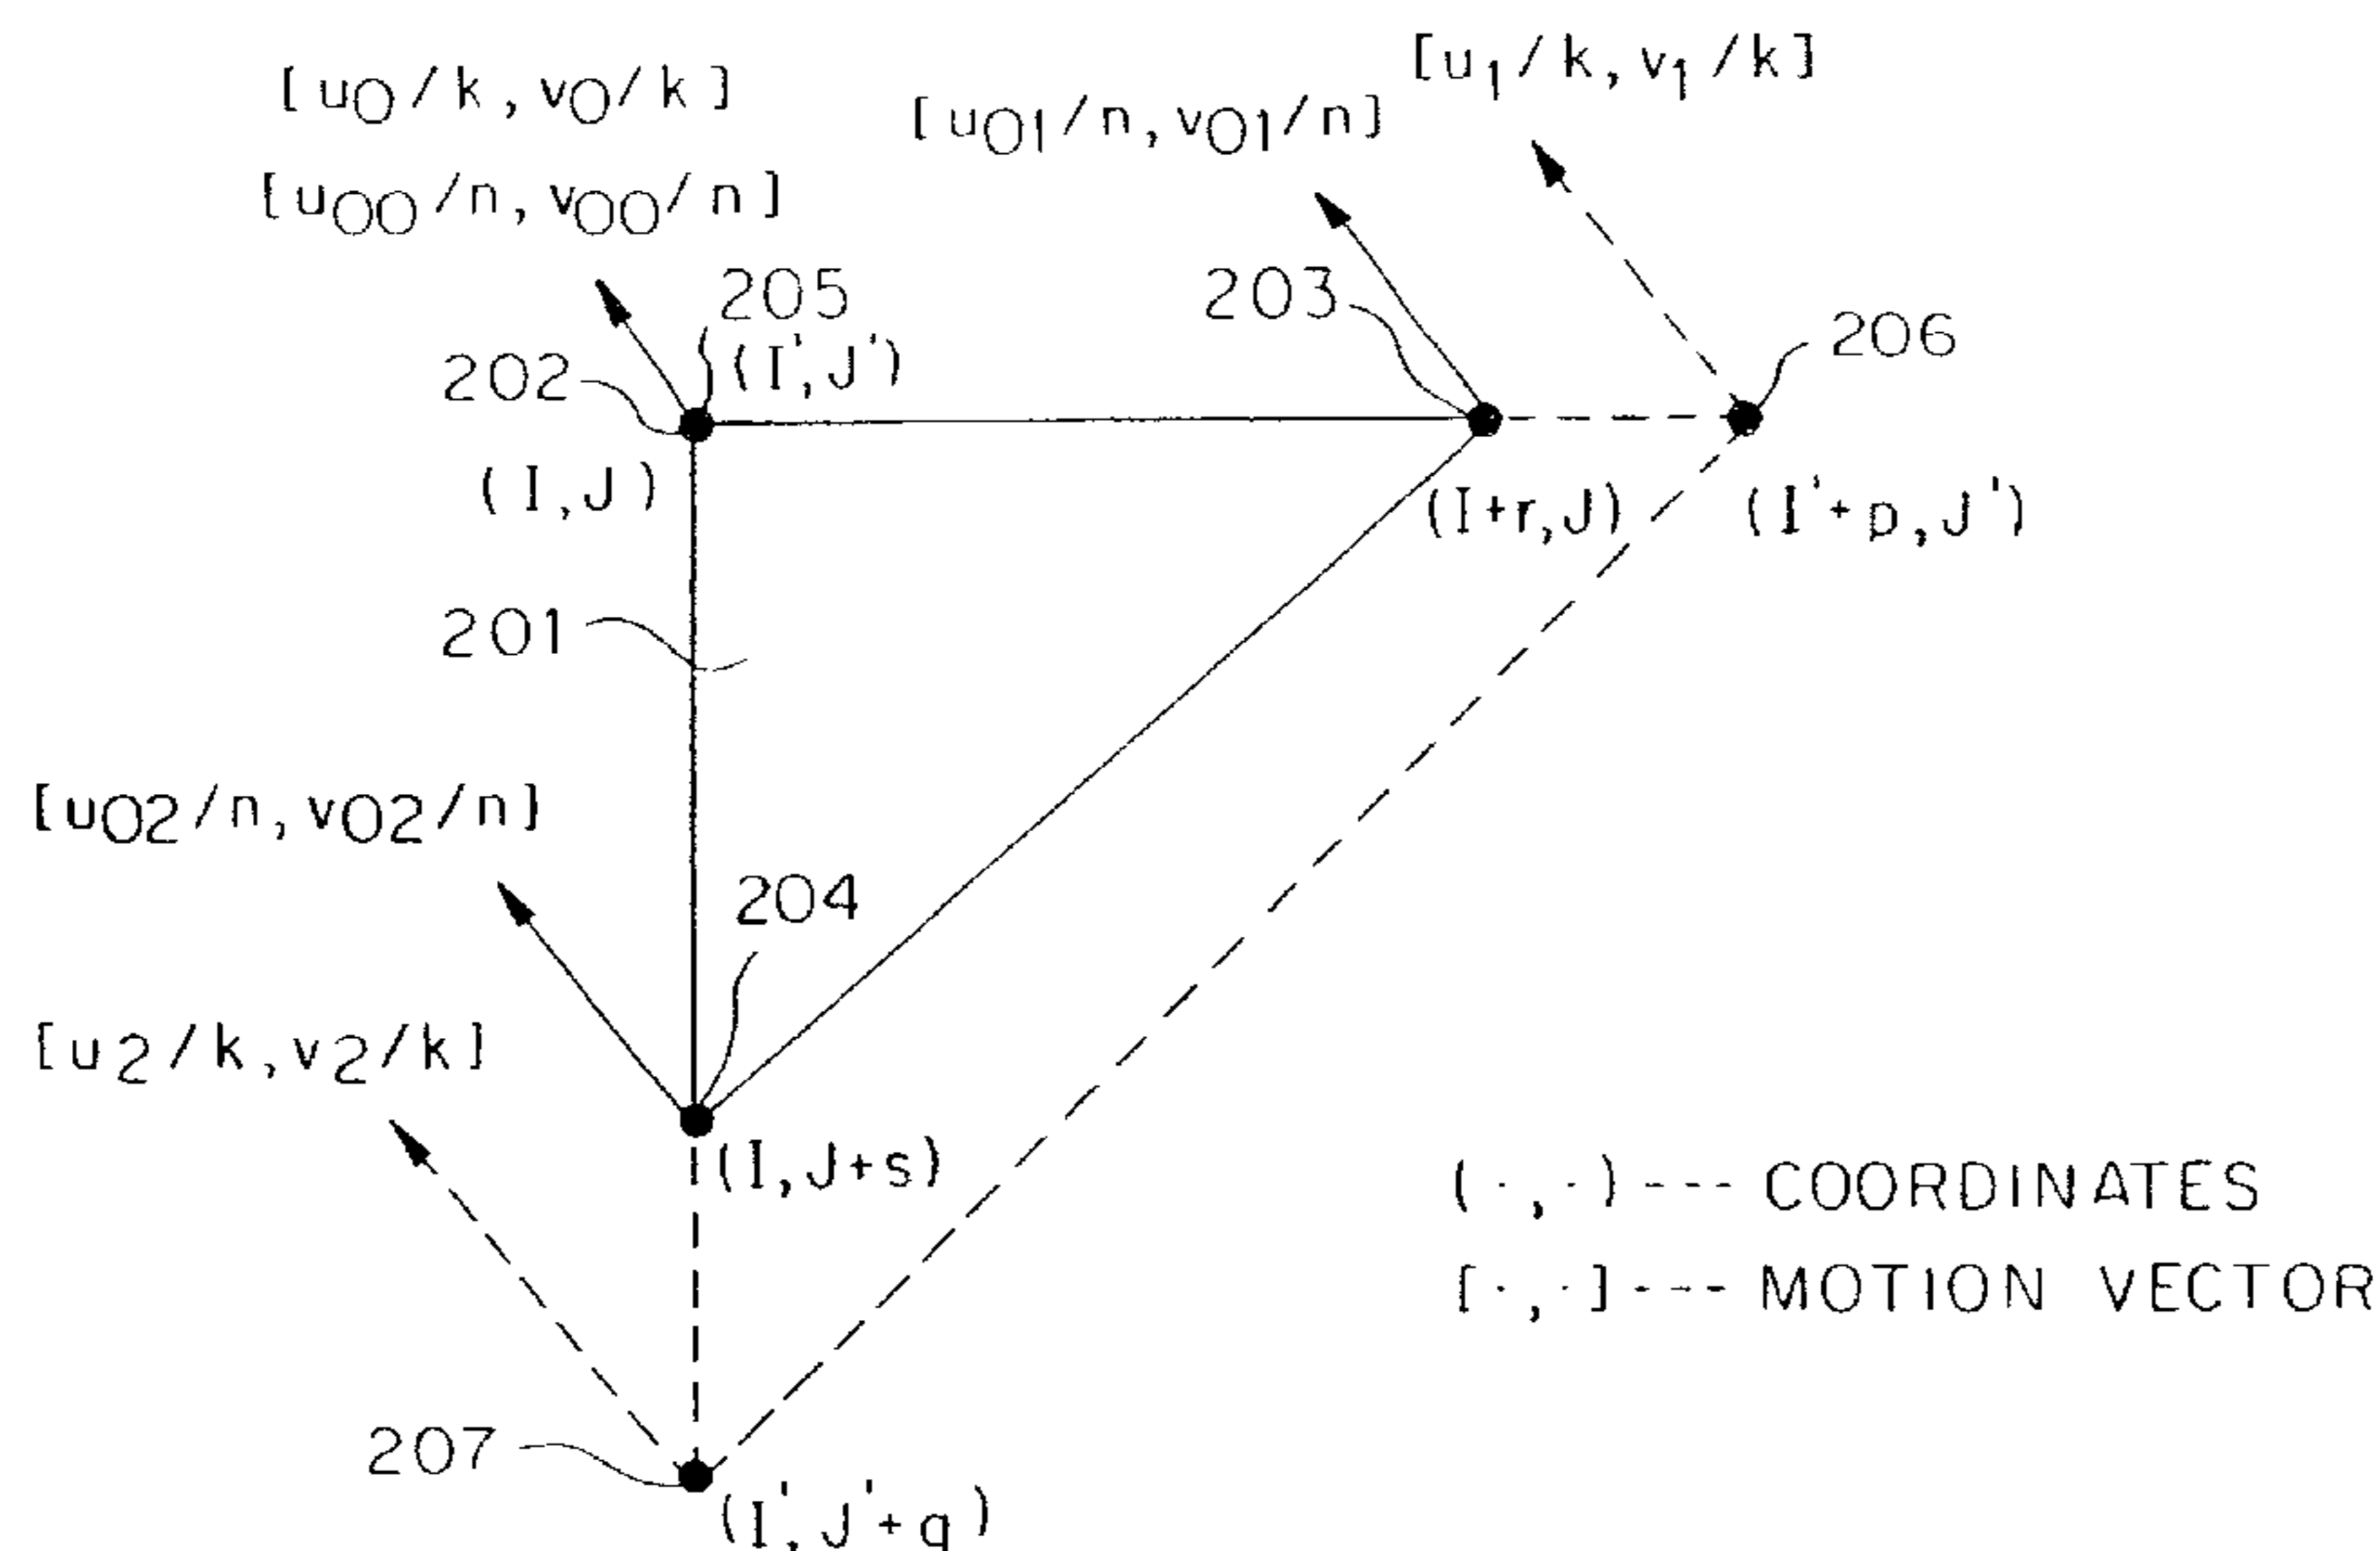 [u0/k, v0/k]
[u00/n, v00/n]
[u01/n, v01/n]
[u1/k, v1/k]
205
203
206
202
(I', J')
(I, J)
(I+r, J)
(I'+p, J')
201
[u02/n, v02/n]
204
[u2/k, v2/k]
(I, J+s)
(·,·)--- COORDINATES
[·,·]--- MOTION VECTOR
207
(I', J'+q)